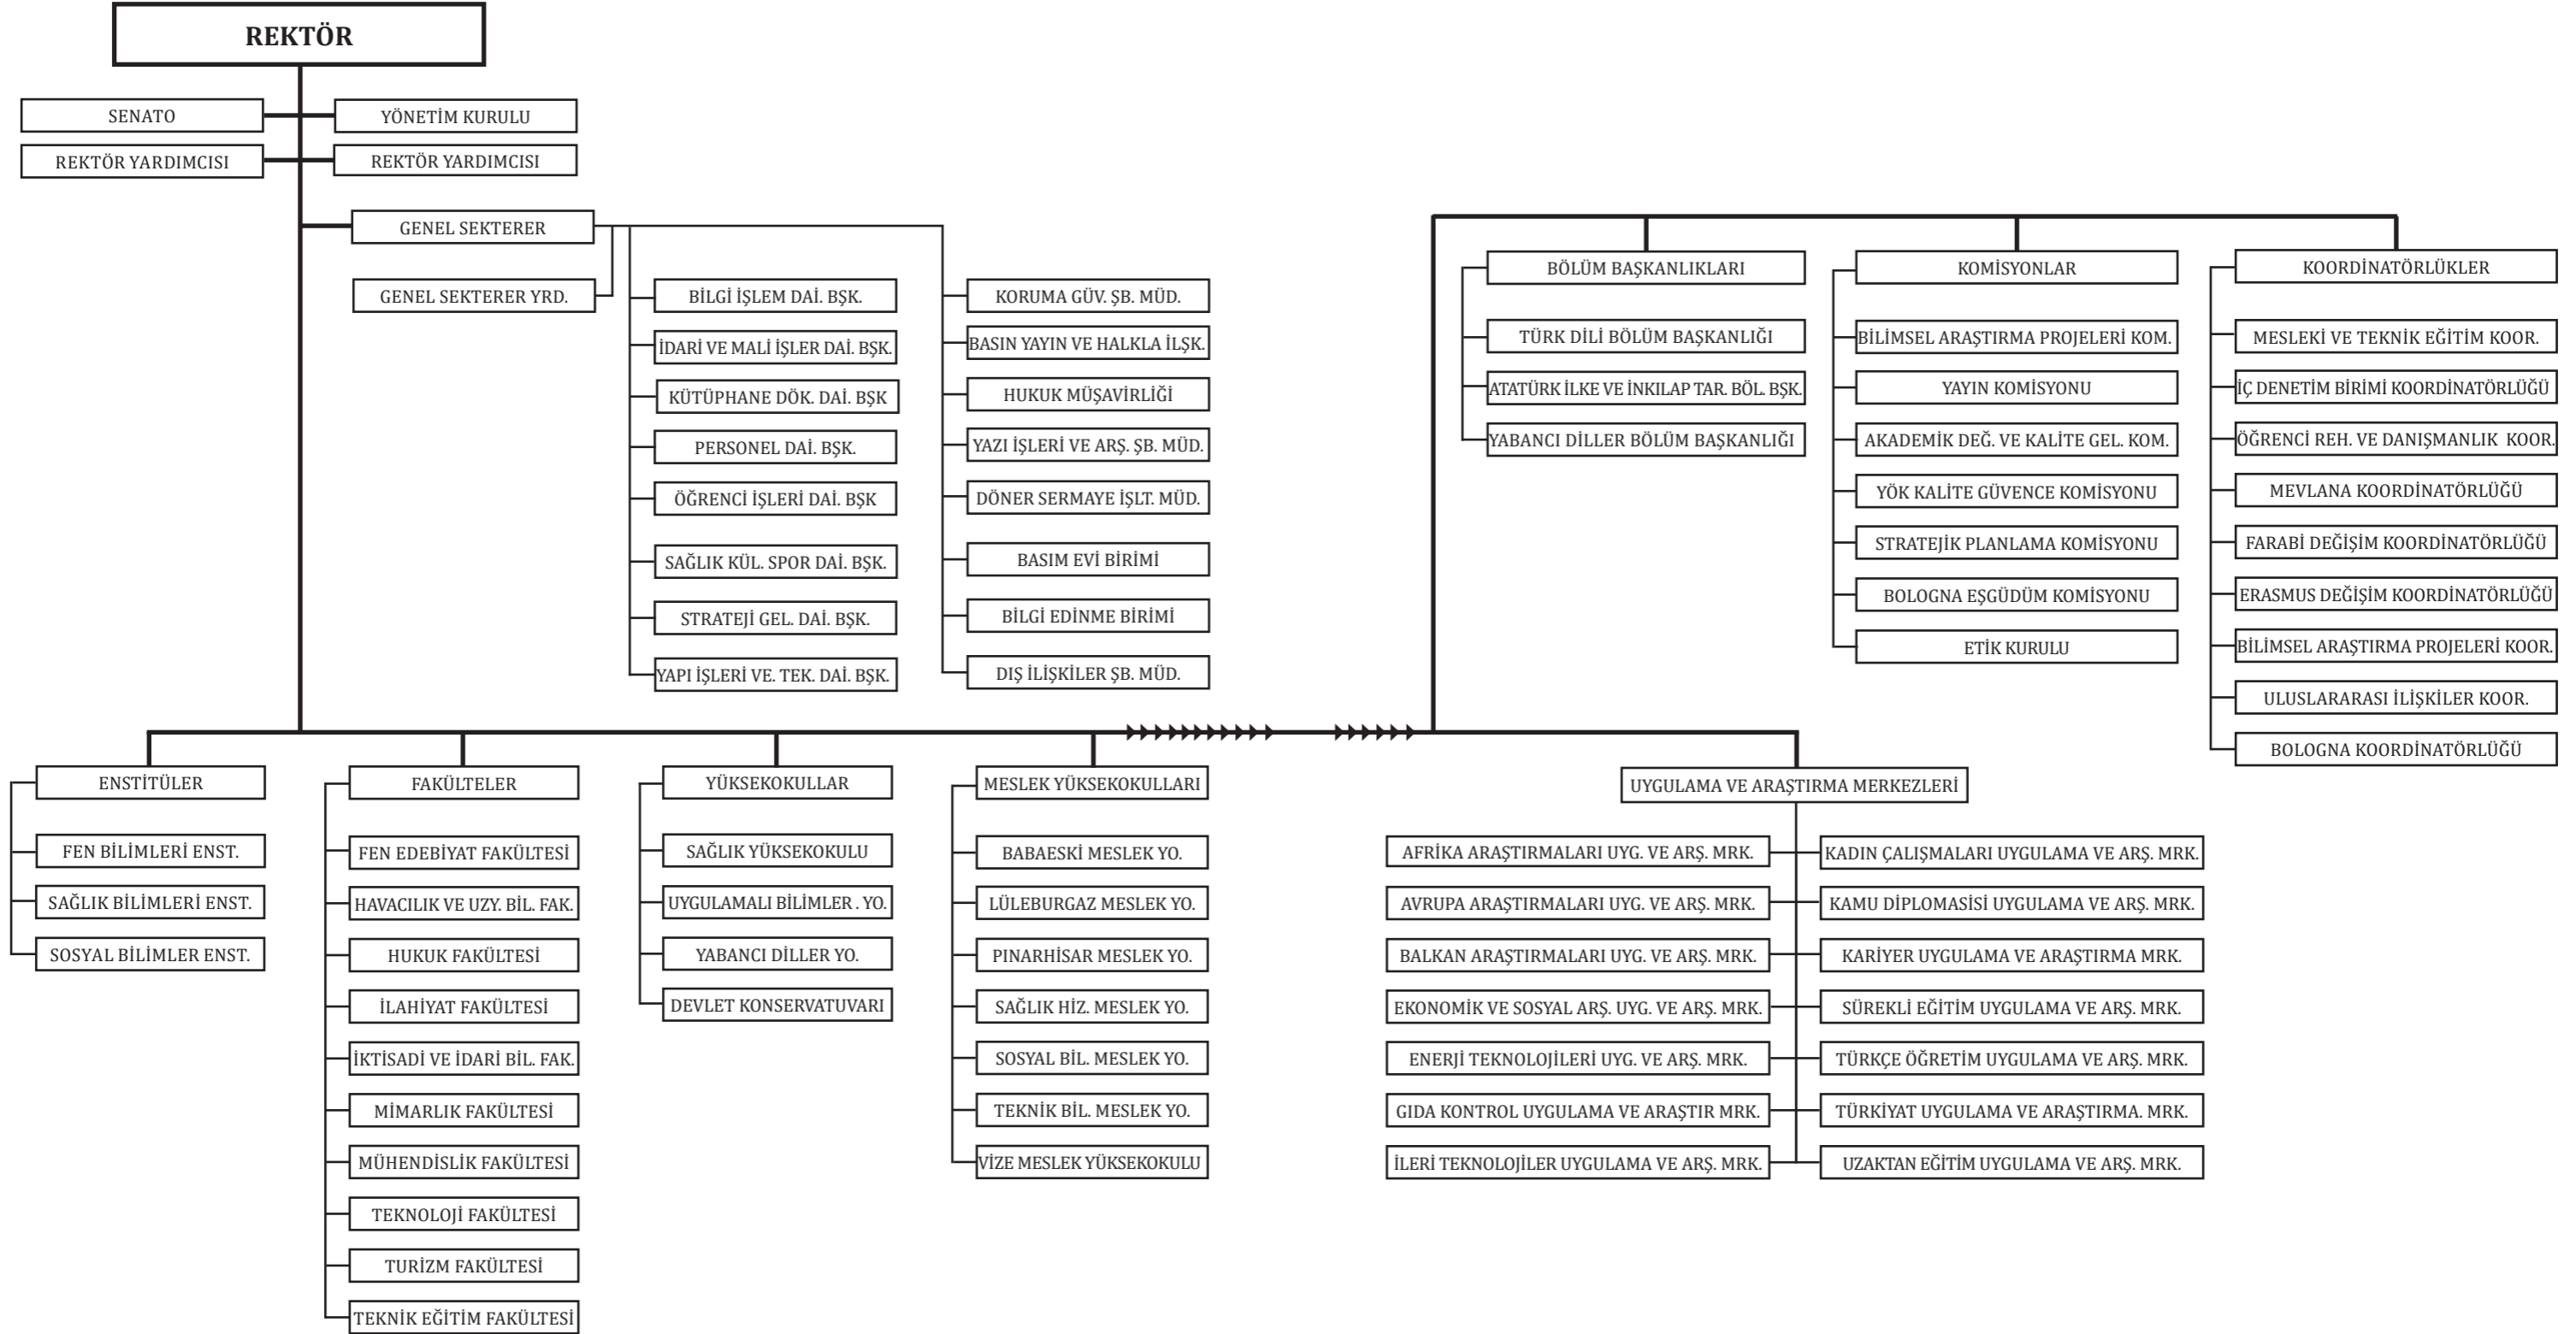 REKTÖR
SENATO
YÖNETİM KURULU
REKTÖR YARDIMCISI
REKTÖR YARDIMCISI
GENEL SEKTERER
GENEL SEKTERER YRD.
BİLGİ İŞLEM DAİ. BŞK.
İDARİ VE MALİ İŞLER DAİ. BŞK.
KÜTÜPHANE DÖK. DAİ. BŞK
PERSONEL DAİ. BŞK.
ÖĞRENCİ İŞLERİ DAİ. BŞK
SAĞLIK KÜL. SPOR DAİ. BŞK.
STRATEJİ GEL. DAİ. BŞK.
YAPI İŞLERİ VE. TEK. DAİ. BŞK.
KORUMA GÜV. ŞB. MÜD.
BASIN YAYIN VE HALKLA İLŞK.
HUKUK MÜŞAVİRLİĞİ
YAZI İŞLERİ VE ARŞ. ŞB. MÜD.
DÖNER SERMAYE İŞLT. MÜD.
BASIM EVİ BİRİMİ
BİLGİ EDİNME BİRİMİ
DIŞ İLİŞKİLER ŞB. MÜD.
BÖLÜM BAŞKANLIKLARI
TÜRK DİLİ BÖLÜM BAŞKANLIĞI
ATATÜRK İLKE VE İNKILAP TAR. BÖL. BŞK.
YABANCI DİLLER BÖLÜM BAŞKANLIĞI
KOMİSYONLAR
BİLİMSEL ARAŞTIRMA PROJELERİ KOM.
YAYIN KOMİSYONU
AKADEMİK DEĞ. VE KALİTE GEL. KOM.
YÖK KALİTE GÜVENCE KOMİSYONU
STRATEJİK PLANLAMA KOMİSYONU
BOLOGNA EŞGÜDÜM KOMİSYONU
ETİK KURULU
KOORDİNATÖRLÜKLER
MESLEKİ VE TEKNİK EĞİTİM KOOR.
İÇ DENETİM BİRİMİ KOORDİNATÖRLÜĞÜ
ÖĞRENCİ REH. VE DANIŞMANLIK KOOR.
MEVLANA KOORDİNATÖRLÜĞÜ
FARABİ DEĞİŞİM KOORDİNATÖRLÜĞÜ
ERASMUS DEĞİŞİM KOORDİNATÖRLÜĞÜ
BİLİMSEL ARAŞTIRMA PROJELERİ KOOR.
ULUSLARARASI İLİŞKİLER KOOR.
BOLOGNA KOORDİNATÖRLÜĞÜ
ENSTİTÜLER
FEN BİLİMLERİ ENST.
SAĞLIK BİLİMLERİ ENST.
SOSYAL BİLİMLER ENST.
FAKÜLTELER
FEN EDEBİYAT FAKÜLTESİ
HAVACILIK VE UZY. BİL. FAK.
HUKUK FAKÜLTESİ
İLAHİYAT FAKÜLTESİ
İKTİSADİ VE İDARİ BİL. FAK.
MİMARLIK FAKÜLTESİ
MÜHENDİSLİK FAKÜLTESİ
TEKNOLOJİ FAKÜLTESİ
TURİZM FAKÜLTESİ
TEKNİK EĞİTİM FAKÜLTESİ
YÜKSEKOKULLAR
SAĞLIK YÜKSEKOKULU
UYGULAMALI BİLİMLER . YO.
YABANCI DİLLER YO.
DEVLET KONSERVATUVARI
MESLEK YÜKSEKOKULLARI
BABAESKİ MESLEK YO.
LÜLEBURGAZ MESLEK YO.
PINARHİSAR MESLEK YO.
SAĞLIK HİZ. MESLEK YO.
SOSYAL BİL. MESLEK YO.
TEKNİK BİL. MESLEK YO.
VİZE MESLEK YÜKSEKOKULU
UYGULAMA VE ARAŞTIRMA MERKEZLERİ
AFRİKA ARAŞTIRMALARI UYG. VE ARŞ. MRK.
AVRUPA ARAŞTIRMALARI UYG. VE ARŞ. MRK.
BALKAN ARAŞTIRMALARI UYG. VE ARŞ. MRK.
EKONOMİK VE SOSYAL ARŞ. UYG. VE ARŞ. MRK.
ENERJİ TEKNOLOJİLERİ UYG. VE ARŞ. MRK.
GIDA KONTROL UYGULAMA VE ARAŞTIR MRK.
İLERİ TEKNOLOJİLER UYGULAMA VE ARŞ. MRK.
KADIN ÇALIŞMALARI UYGULAMA VE ARŞ. MRK.
KAMU DİPLOMASİSİ UYGULAMA VE ARŞ. MRK.
KARİYER UYGULAMA VE ARAŞTIRMA MRK.
SÜREKLİ EĞİTİM UYGULAMA VE ARŞ. MRK.
TÜRKÇE ÖĞRETİM UYGULAMA VE ARŞ. MRK.
TÜRKİYAT UYGULAMA VE ARAŞTIRMA. MRK.
UZAKTAN EĞİTİM UYGULAMA VE ARŞ. MRK.